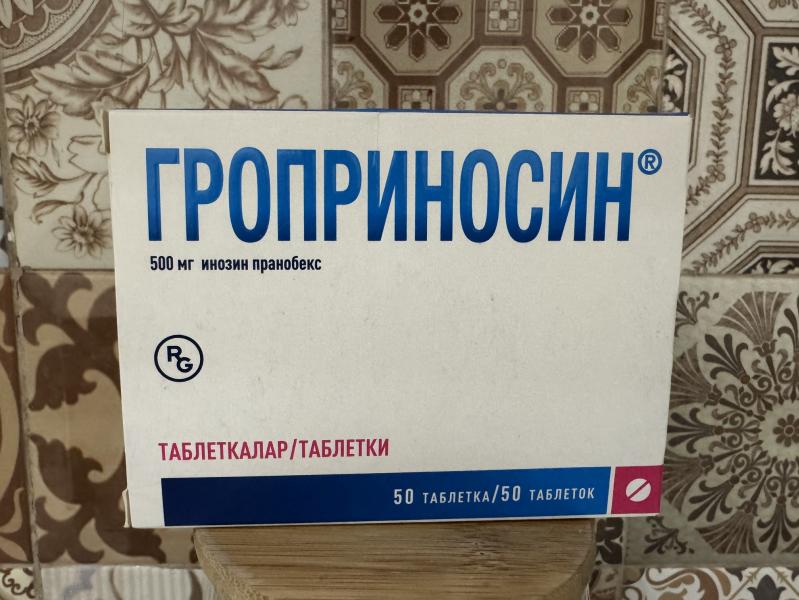 ГРОПРИНОСИН®
500 мг инозин пранобекс
RG
ТАБЛЕТКАЛАР/ТАБЛЕТКИ
50 ТАБЛЕТКА/50 ТАБЛЕТОК